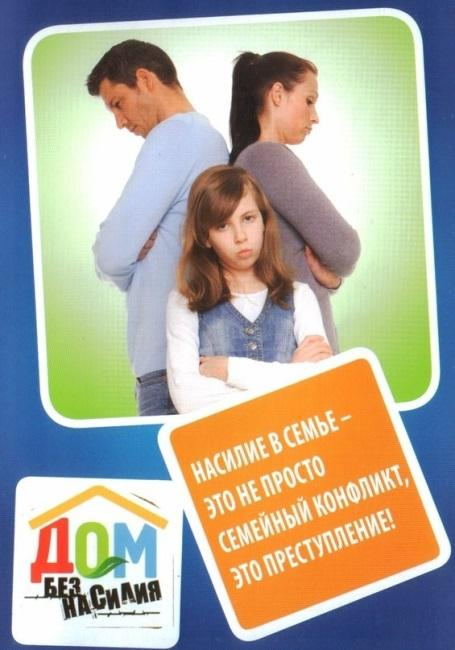 НАСИЛИЕ В СЕМЬЕ –
ЭТО НЕ ПРОСТО
СЕМЕЙНЫЙ КОНФЛИКТ,
ЭТО ПРЕСТУПЛЕНИЕ!
ДОМ
БЕЗ
НАСИЛИЯ